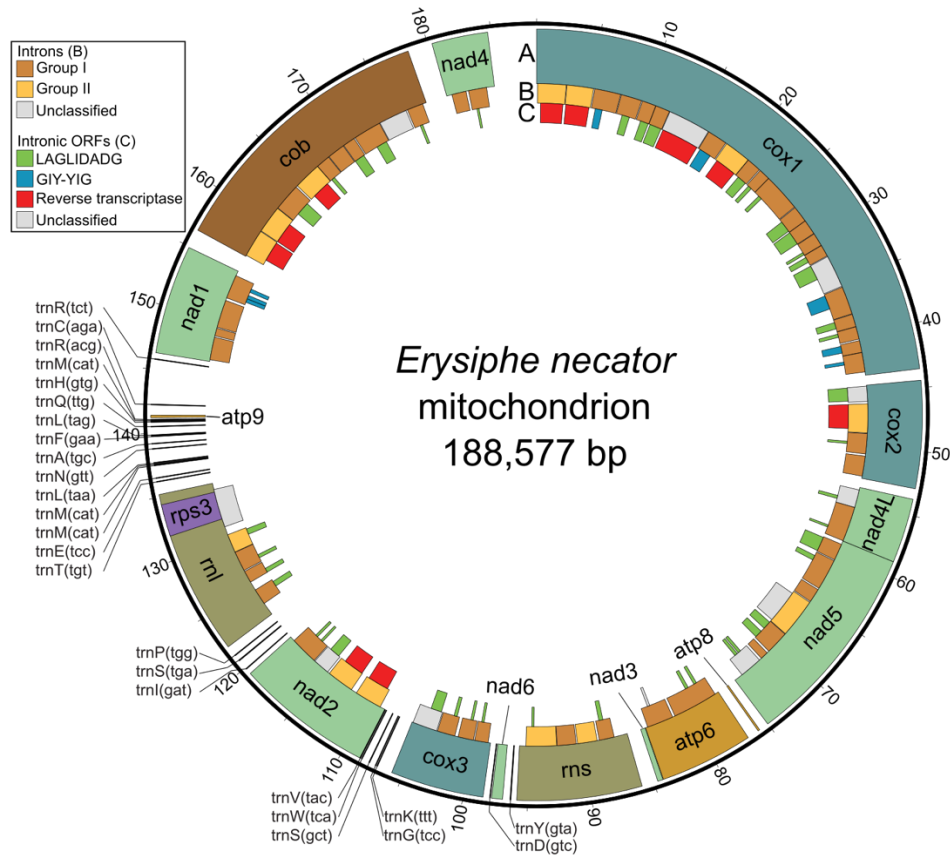 Introns (B)
Group I
Group II
Unclassified
Intronic ORFs (C)
LAGLIDADG
GIY-YIG
Reverse transcriptase
Unclassified
A
B
C
10
20
30
40
50
60
70
80
90
100
110
120
130
140
150
160
170
180
cox1
cox2
nad4L
nad5
atp8
atp6
nad3
rns
nad6
cox3
nad2
rnl
rps3
atp9
nad1
cob
nad4
Erysiphe necator
mitochondrion
188,577 bp
trnR(tct)
trnC(aga)
trnR(acg)
trnM(cat)
trnH(gtg)
trnQ(ttg)
trnL(tag)
trnF(gaa)
trnA(tgc)
trnN(gtt)
trnL(taa)
trnM(cat)
trnM(cat)
trnE(tcc)
trnT(tgt)
trnP(tgg)
trnS(tga)
trnI(gat)
trnV(tac)
trnW(tca)
trnS(gct)
trnK(ttt)
trnG(tcc)
trnY(gta)
trnD(gtc)